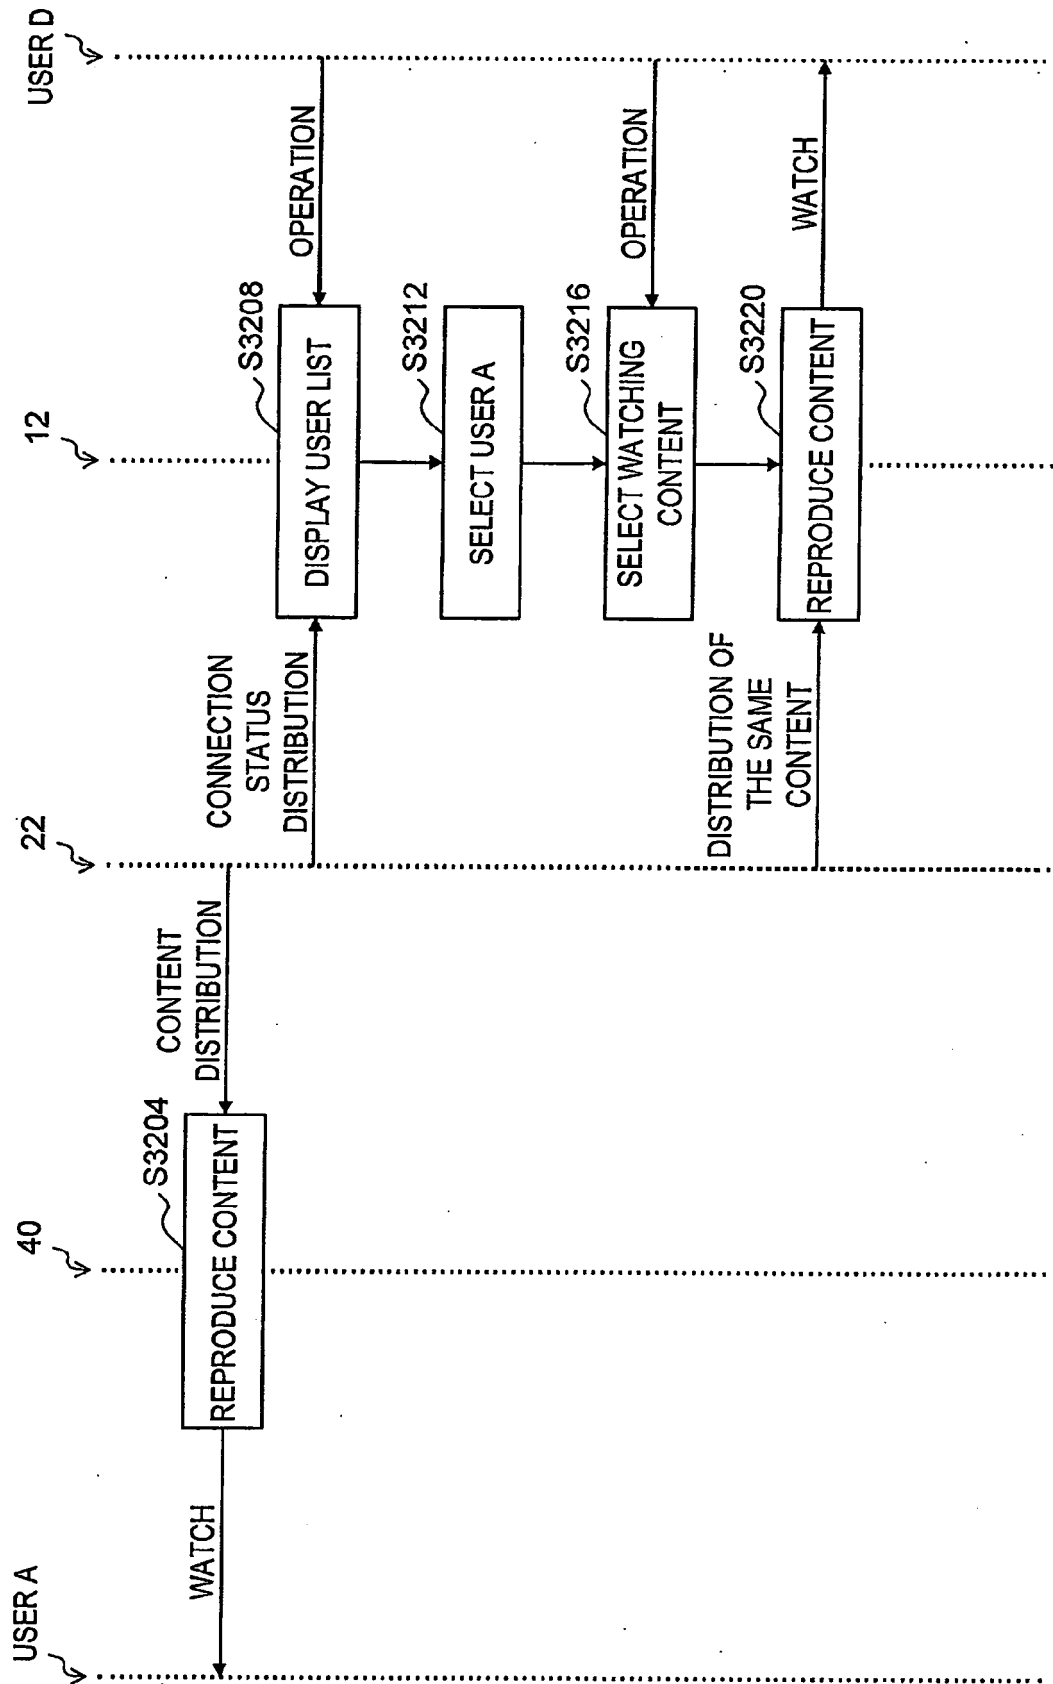 USER A
40
22
12
USER D
S3204
REPRODUCE CONTENT
WATCH
CONTENT
DISTRIBUTION
CONNECTION
STATUS
DISTRIBUTION
S3208
DISPLAY USER LIST
OPERATION
S3212
SELECT USER A
S3216
SELECT WATCHING
CONTENT
OPERATION
DISTRIBUTION OF
THE SAME
CONTENT
S3220
REPRODUCE CONTENT
WATCH